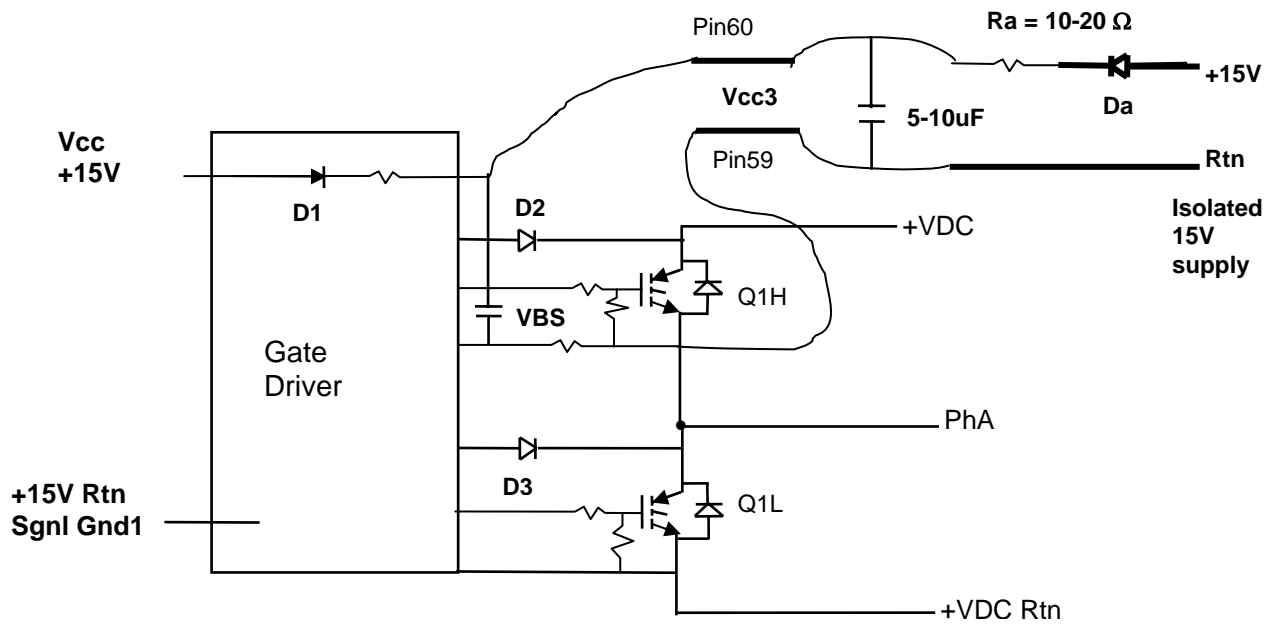 Pin60
Ra = 10-20 Ω
Vcc3
5-10uF
Da
+15V
Pin59
Rtn
Isolated
15V
supply
Vcc
+15V
D1
D2
+VDC
Q1H
VBS
Gate
Driver
PhA
D3
Q1L
+15V Rtn
Sgnl Gnd1
+VDC Rtn